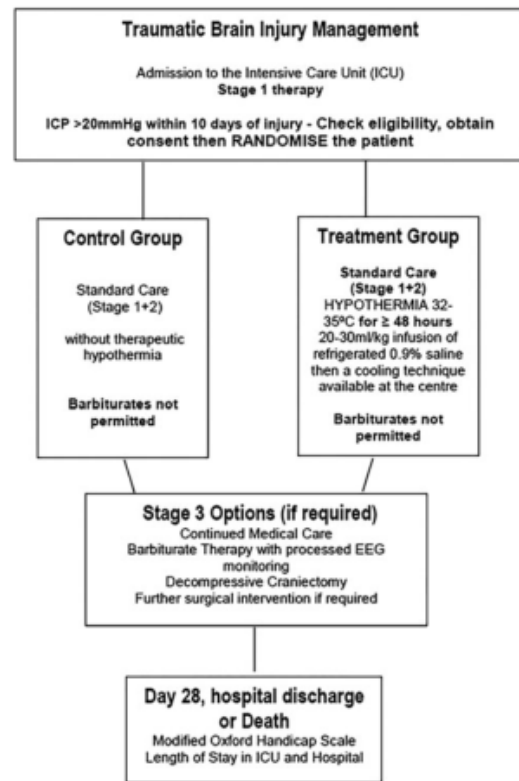 Traumatic Brain Injury Management
Admission to the Intensive Care Unit (ICU)
Stage 1 therapy
ICP >20mmHg within 10 days of injury - Check eligibility, obtain
consent then RANDOMISE the patient
Control Group
Standard Care
(Stage 1+2)
without therapeutic
hypothermia
Barbiturates not
permitted
Treatment Group
Standard Care
(Stage 1+2)
HYPOTHERMIA 32-
35ºC for ≥ 48 hours
20-30ml/kg infusion of
refrigerated 0.9% saline
then a cooling technique
available at the centre
Barbiturates not
permitted
Stage 3 Options (if required)
Continued Medical Care
Barbiturate Therapy with processed EEG
monitoring
Decompressive Craniectomy
Further surgical intervention if required
Day 28, hospital discharge
or Death
Modified Oxford Handicap Scale
Length of Stay in ICU and Hospital